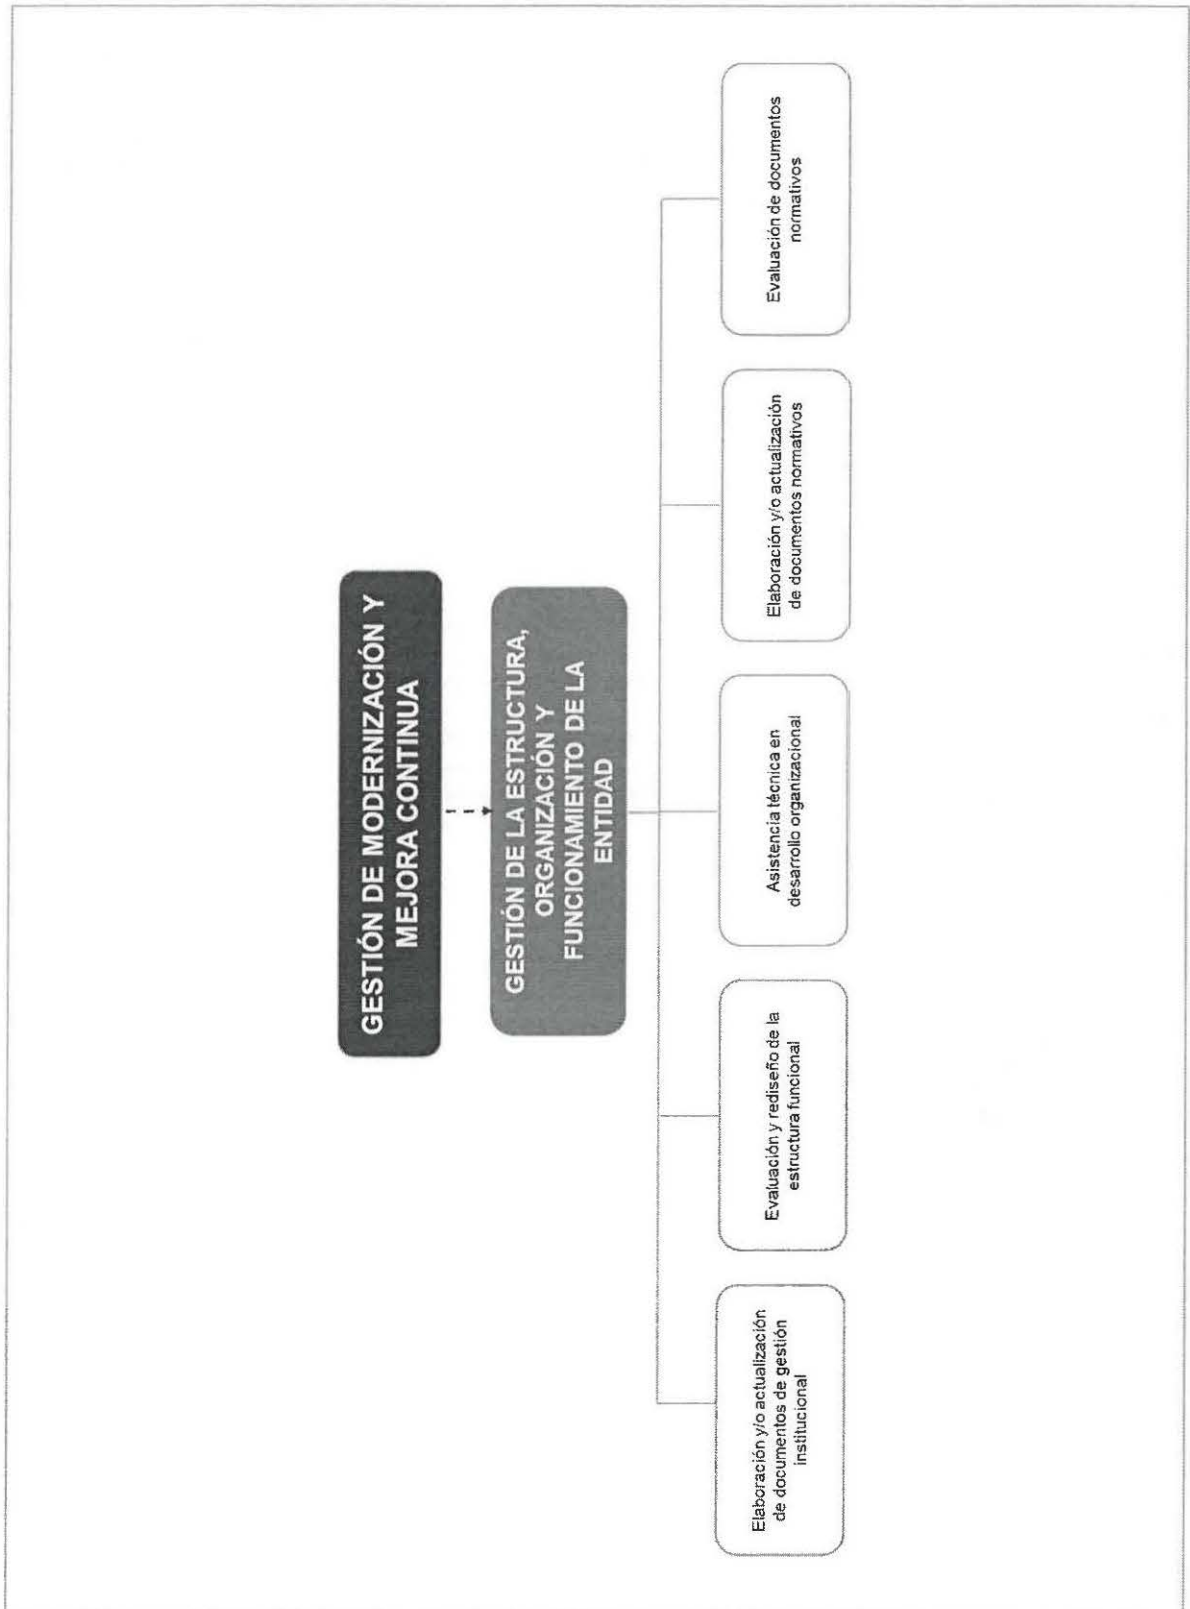 GESTIÓN DE MODERNIZACIÓN Y
MEJORA CONTINUA
GESTIÓN DE LA ESTRUCTURA,
ORGANIZACIÓN Y
FUNCIONAMIENTO DE LA
ENTIDAD
Elaboración y/o actualización
de documentos de gestión
institucional
Evaluación y rediseño de la
estructura funcional
Asistencia técnica en
desarrollo organizacional
Elaboración y/o actualización
de documentos normativos
Evaluación de documentos
normativos